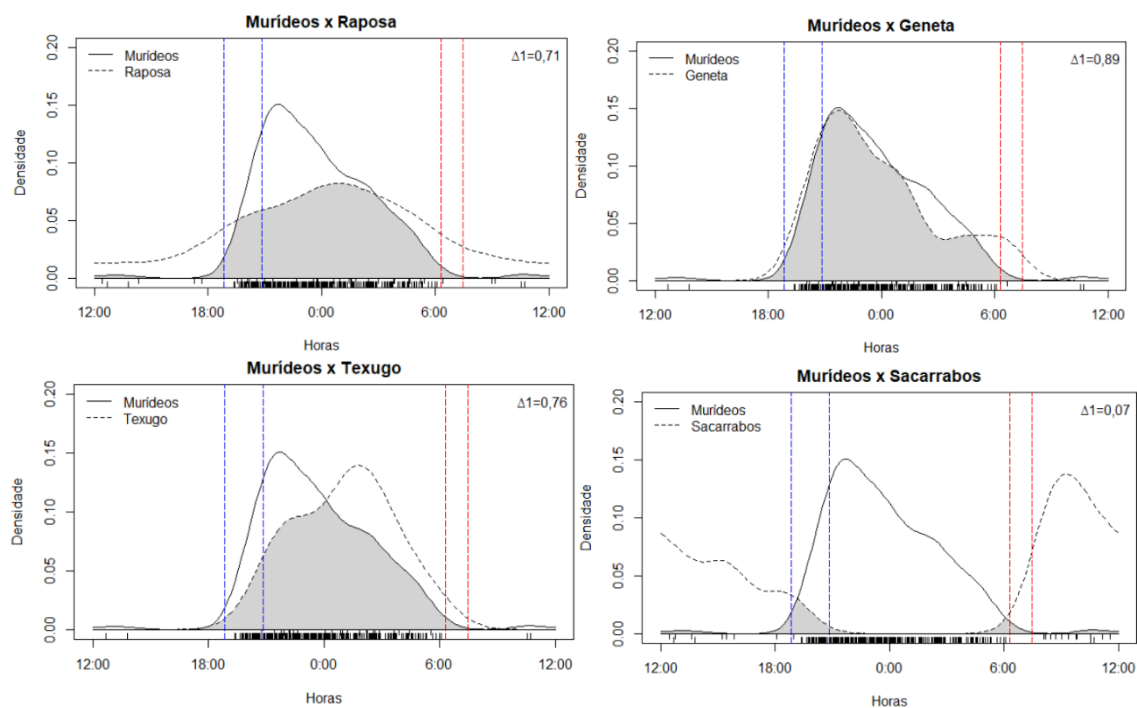 Murídeos x Raposa
Murídeos
Raposa
Δ1=0,71
Densidade
0.20
0.15
0.10
0.05
0.00
12:00 18:00 0:00 6:00 12:00
Horas
Murídeos x Geneta
Murídeos
Geneta
Δ1=0,89
Densidade
0.20
0.15
0.10
0.05
0.00
12:00 18:00 0:00 6:00 12:00
Horas
Murídeos x Texugo
Murídeos
Texugo
Δ1=0,76
Densidade
0.20
0.15
0.10
0.05
0.00
12:00 18:00 0:00 6:00 12:00
Horas
Murídeos x Sacarrabos
Murídeos
Sacarrabos
Δ1=0,07
Densidade
0.20
0.15
0.10
0.05
0.00
12:00 18:00 0:00 6:00 12:00
Horas